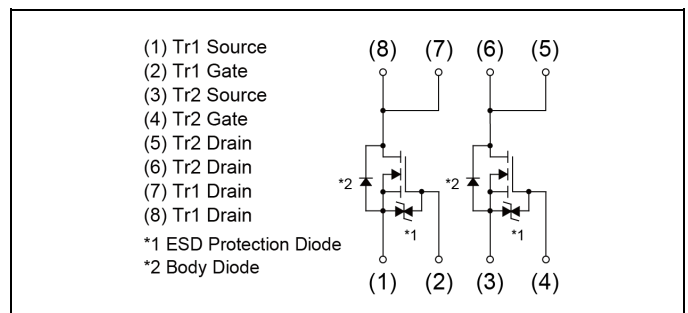 (1) Tr1 Source
(2) Tr1 Gate
(3) Tr2 Source
(4) Tr2 Gate
(5) Tr2 Drain
(6) Tr2 Drain
(7) Tr1 Drain
(8) Tr1 Drain
*1 ESD Protection Diode
*2 Body Diode
(8) (7) (6) (5)
*2 *2
*1 *1
(1) (2) (3) (4)